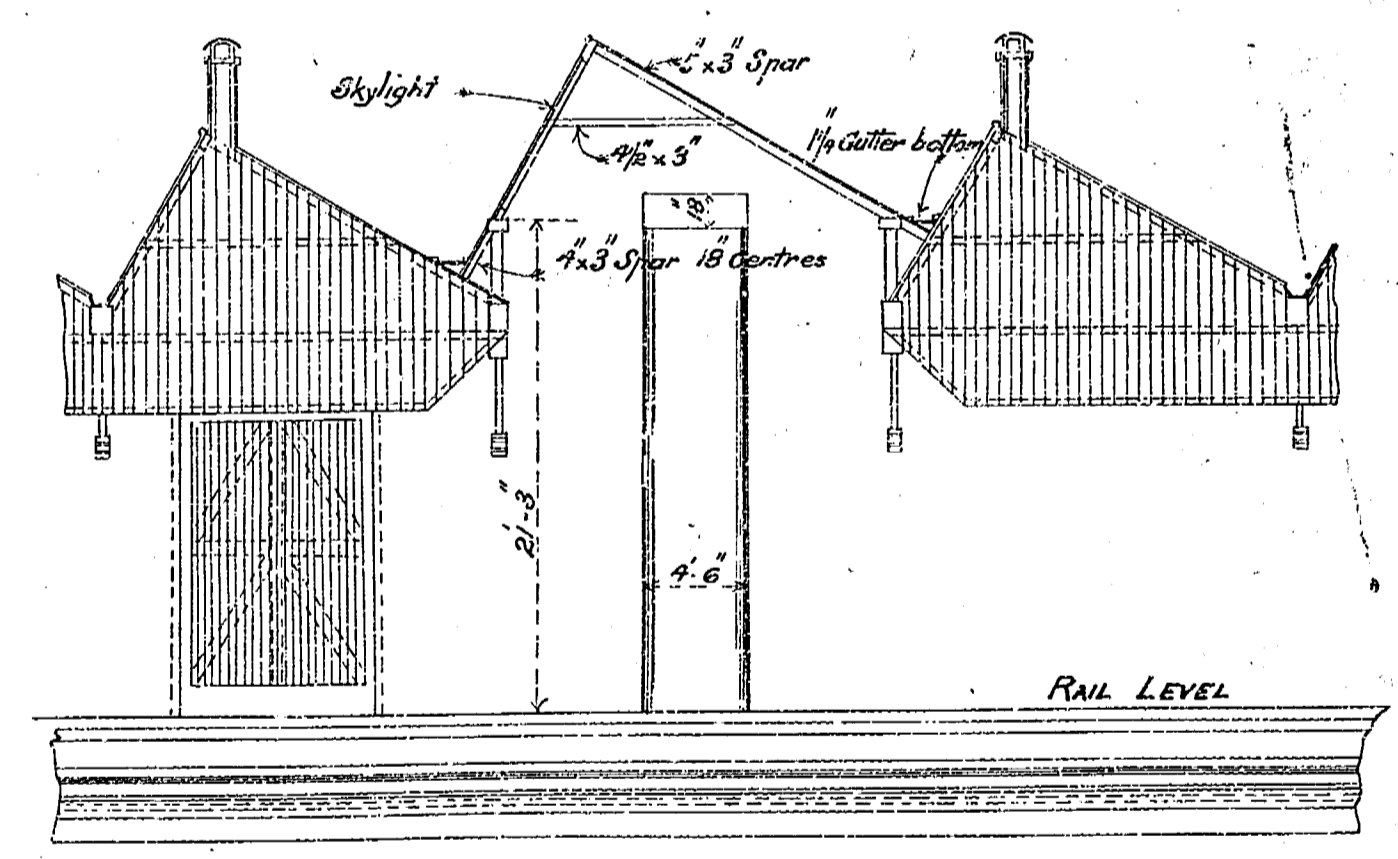 5" x 3" Spar
Skylight
4½" x 3"
1¼" Gutter bottom
18"
4" x 3" Spar 18" Centres
21'-3"
4'-6"
RAIL LEVEL